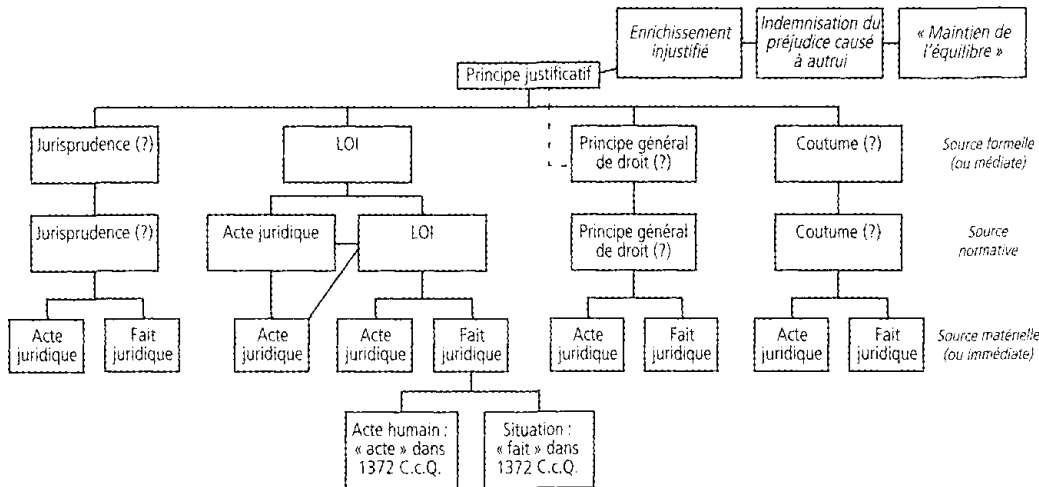 Enrichissement
injustifié
Indemnisation du
préjudice causé
à autrui
« Maintien de
l'équilibre »
Principe justificatif
Jurisprudence (?)
LOI
Principe général
de droit (?)
Coutume (?)
Source formelle
(ou médiate)
Jurisprudence (?)
Acte juridique
LOI
Principe général
de droit (?)
Coutume (?)
Source
normative
Acte
juridique
Fait
juridique
Acte
juridique
Acte
juridique
Fait
juridique
Acte
juridique
Fait
juridique
Acte
juridique
Fait
juridique
Source matérielle
(ou immédiate)
Acte humain :
« acte » dans
1372 C.c.Q.
Situation :
« fait » dans
1372 C.c.Q.